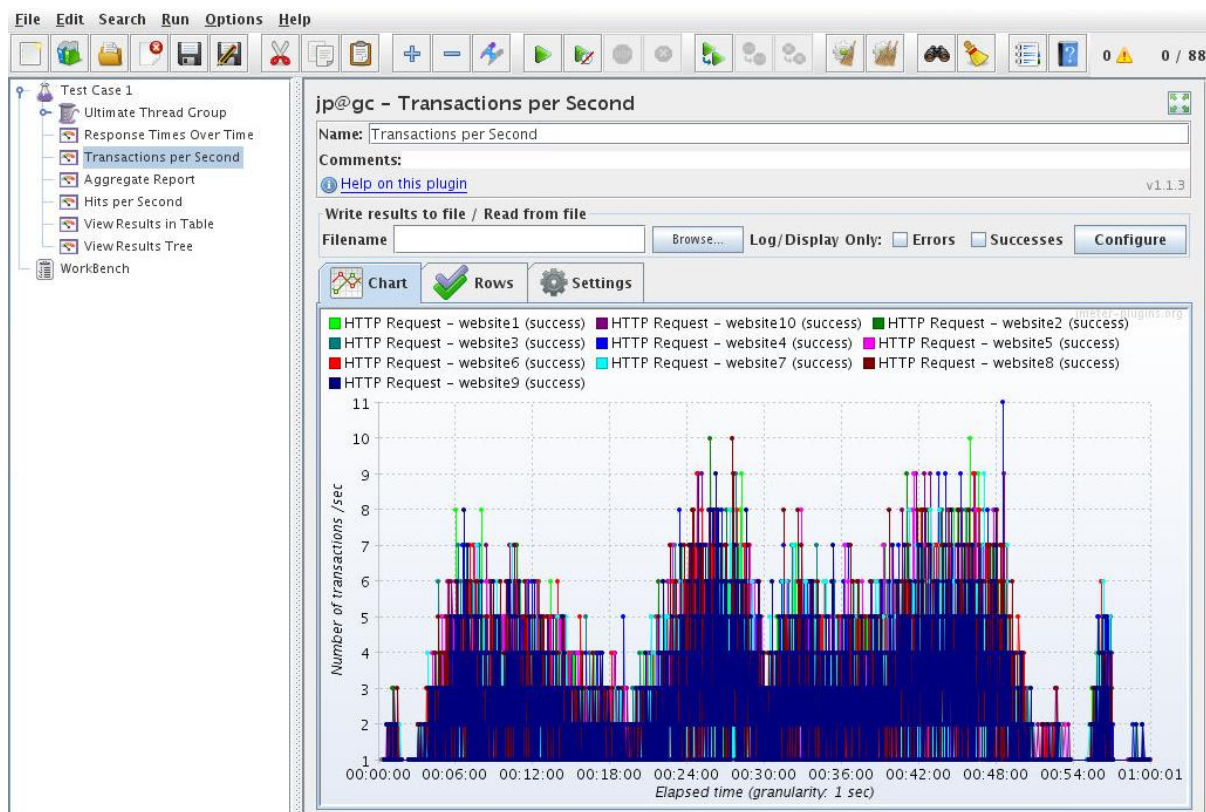 File Edit Search Run Options Help
0 0 / 88
Test Case 1
Ultimate Thread Group
Response Times Over Time
Transactions per Second
Aggregate Report
Hits per Second
View Results in Table
View Results Tree
WorkBench
jp@gc - Transactions per Second
Name: Transactions per Second
Comments:
Help on this plugin v1.1.3
Write results to file / Read from file
Filename Browse... Log/Display Only: Errors Successes Configure
Chart Rows Settings
jmeter-plugins.org
HTTP Request - website1 (success) HTTP Request - website10 (success) HTTP Request - website2 (success)
HTTP Request - website3 (success) HTTP Request - website4 (success) HTTP Request - website5 (success)
HTTP Request - website6 (success) HTTP Request - website7 (success) HTTP Request - website8 (success)
HTTP Request - website9 (success)
11
10
9
8
7
6
5
4
3
2
1
Number of transactions /sec
00:00:00 00:06:00 00:12:00 00:18:00 00:24:00 00:30:00 00:36:00 00:42:00 00:48:00 00:54:00 01:00:01
Elapsed time (granularity: 1 sec)